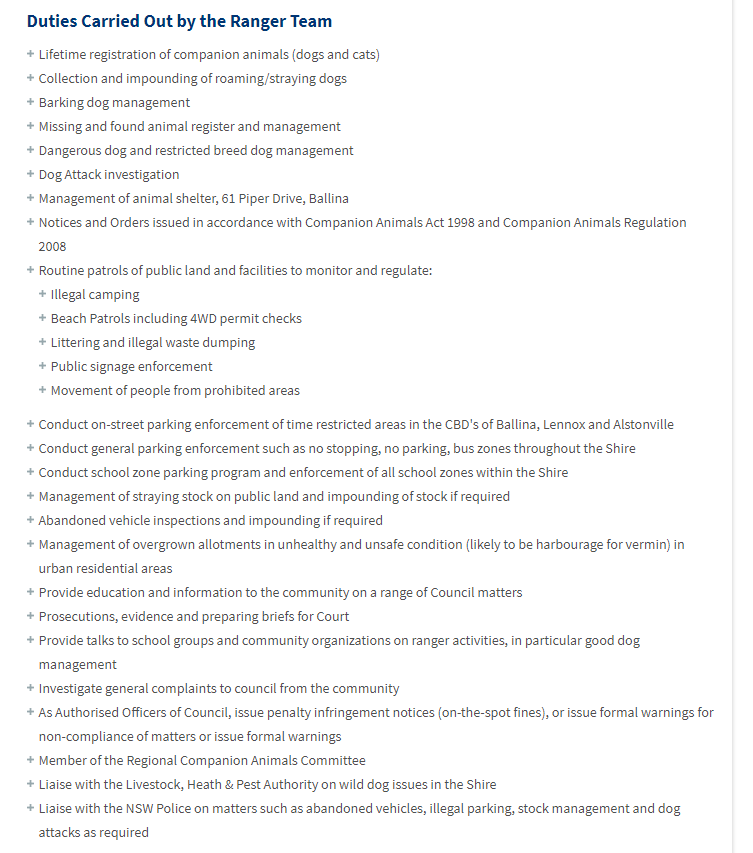 Duties Carried Out by the Ranger Team
+ Lifetime registration of companion animals (dogs and cats)
+ Collection and impounding of roaming/straying dogs
+ Barking dog management
+ Missing and found animal register and management
+ Dangerous dog and restricted breed dog management
+ Dog Attack investigation
+ Management of animal shelter, 61 Piper Drive, Ballina
+ Notices and Orders issued in accordance with Companion Animals Act 1998 and Companion Animals Regulation
2008
+ Routine patrols of public land and facilities to monitor and regulate:
+ Illegal camping
+ Beach Patrols including 4WD permit checks
+ Littering and illegal waste dumping
+ Public signage enforcement
+ Movement of people from prohibited areas
+ Conduct on-street parking enforcement of time restricted areas in the CBD's of Ballina, Lennox and Alstonville
+ Conduct general parking enforcement such as no stopping, no parking, bus zones throughout the Shire
+ Conduct school zone parking program and enforcement of all school zones within the Shire
+ Management of straying stock on public land and impounding of stock if required
+ Abandoned vehicle inspections and impounding if required
+ Management of overgrown allotments in unhealthy and unsafe condition (likely to be harbourage for vermin) in
urban residential areas
+ Provide education and information to the community on a range of Council matters
+ Prosecutions, evidence and preparing briefs for Court
+ Provide talks to school groups and community organizations on ranger activities, in particular good dog
management
+ Investigate general complaints to council from the community
+ As Authorised Officers of Council, issue penalty infringement notices (on-the-spot fines), or issue formal warnings for
non-compliance of matters or issue formal warnings
+ Member of the Regional Companion Animals Committee
+ Liaise with the Livestock, Heath & Pest Authority on wild dog issues in the Shire
+ Liaise with the NSW Police on matters such as abandoned vehicles, illegal parking, stock management and dog
attacks as required